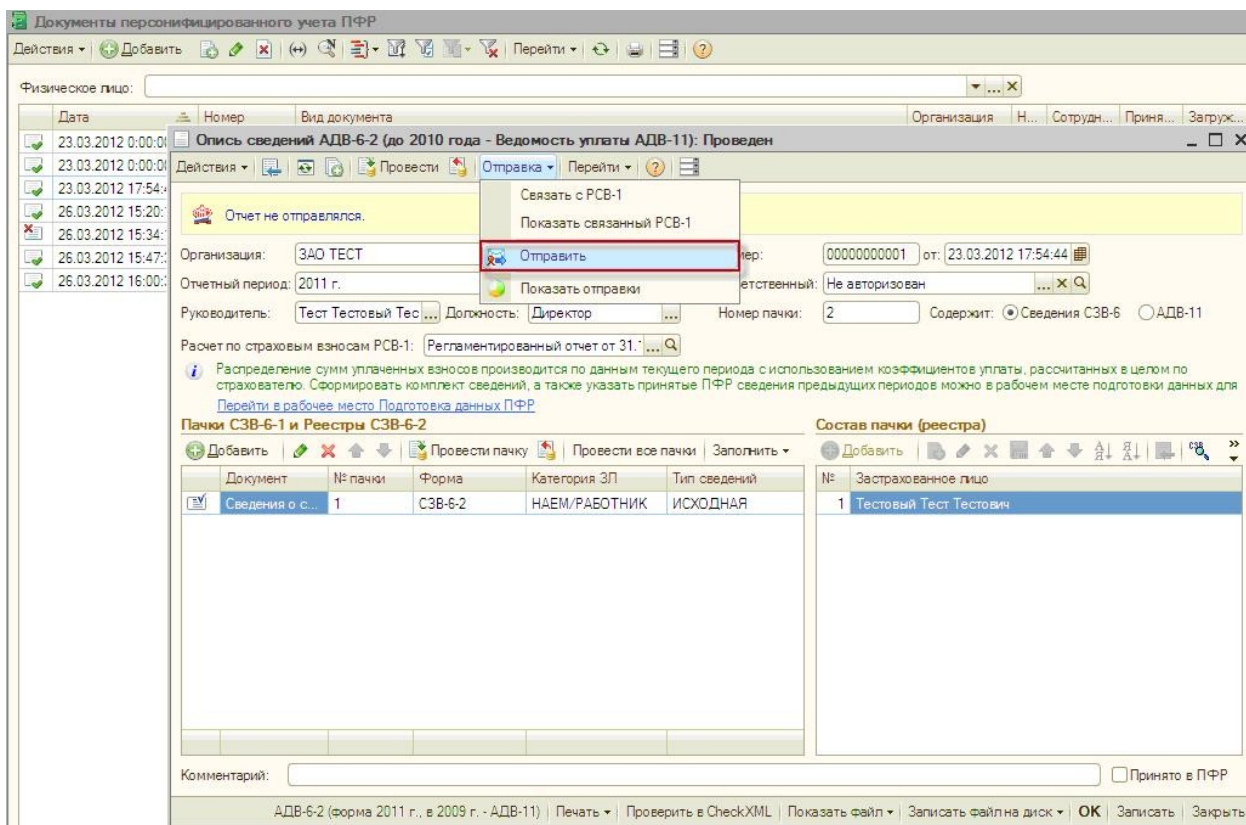 Документы персонифицированного учета ПФР
Действия Добавить Перейти
Физическое лицо:
Дата Номер Вид документа Организация Н... Сотрудн... Приня... Загруж...
23.03.2012 0:00:00
23.03.2012 0:00:00
23.03.2012 17:54:4
26.03.2012 15:20:
26.03.2012 15:34:
26.03.2012 15:47:
26.03.2012 16:00:
Опись сведений АДВ-6-2 (до 2010 года - Ведомость уплаты АДВ-11): Проведен
Действия Провести Отправка Перейти
Связать с РСВ-1
Показать связанный РСВ-1
Отправить
Показать отправки
Отчет не отправлялся.
Организация: ЗАО ТЕСТ мер: 00000000001 от: 23.03.2012 17:54:44
Отчетный период: 2011 г. етственный: Не авторизован ...
Руководитель: Тест Тестовый Тес ... Должность: Директор ... Номер пачки: 2 Содержит: Сведения СЗВ-6 АДВ-11
Расчет по страховым взносам РСВ-1: Регламентированный отчет от 31. ...
Распределение сумм уплаченных взносов производится по данным текущего периода с использованием коэффициентов уплаты, рассчитанных в целом по
страхователю. Сформировать комплект сведений, а также указать принятые ПФР сведения предыдущих периодов можно в рабочем месте подготовки данных для
Перейти в рабочее место Подготовка данных ПФР
Пачки СЗВ-6-1 и Реестры СЗВ-6-2 Состав пачки (реестра)
Добавить Провести пачку Провести все пачки Заполнить Добавить
Документ № пачки Форма Категория ЗЛ Тип сведений № Застрахованное лицо
Сведения о с... 1 СЗВ-6-2 НАЕМ/РАБОТНИК ИСХОДНАЯ 1 Тестовый Тест Тестович
Комментарий: Принято в ПФР
АДВ-6-2 (форма 2011 г., в 2009 г. - АДВ-11) Печать Проверить в CheckXML Показать файл Записать файл на диск OK Записать Закрыть